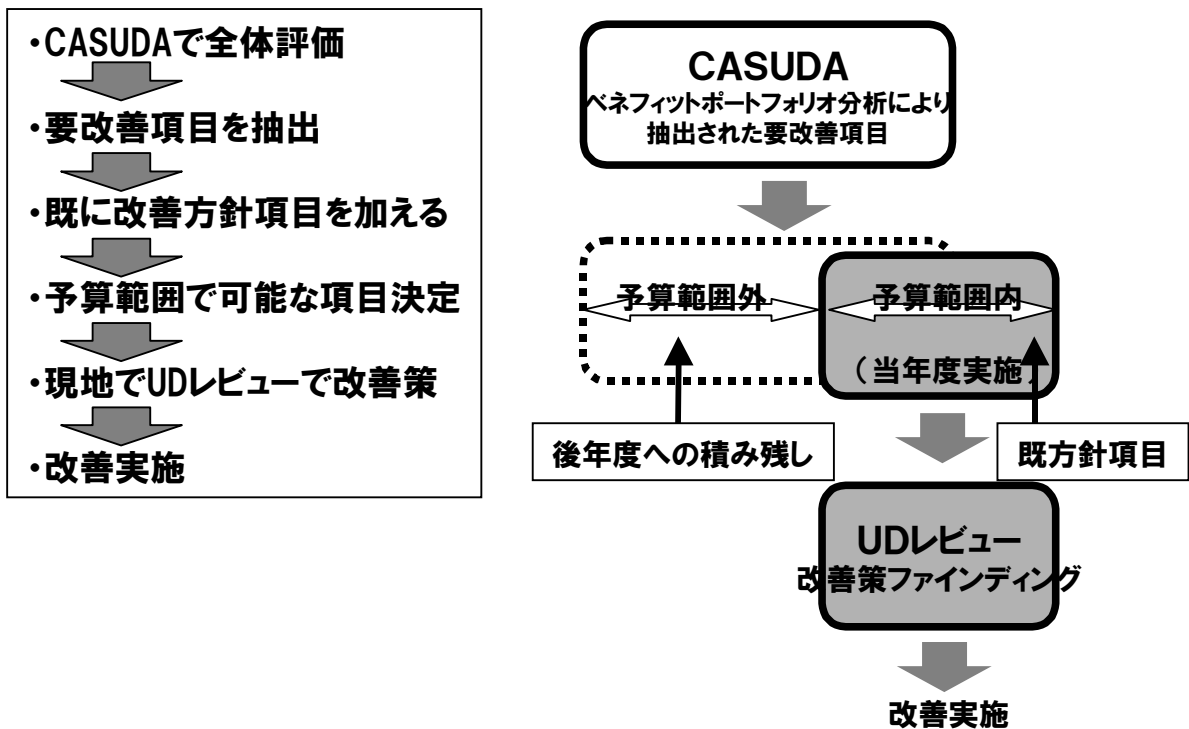 ・CASUDAで全体評価
・要改善項目を抽出
・既に改善方針項目を加える
・予算範囲で可能な項目決定
・現地でUDレビューで改善策
・改善実施
CASUDA
ベネフィットポートフォリオ分析により
抽出された要改善項目
予算範囲外
予算範囲内
（当年度実施）
後年度への積み残し
既方針項目
UDレビュー
改善策ファインディング
改善実施